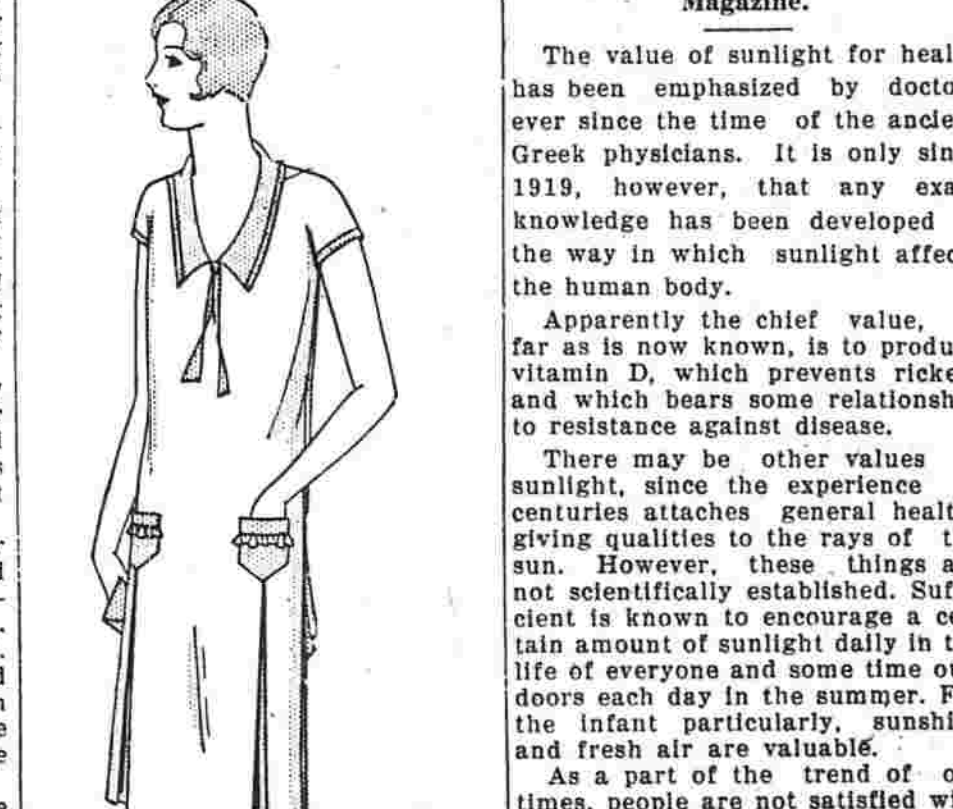 Magazine.
The value of sunlight for heal
has been emphasized by docto
ever since the time of the ancie
Greek physicians. It is only sin
1919, however, that any exa
knowledge has been developed
the way in which sunlight affec
the human body.
Apparently the chief value,
far as is now known, is to produ
vitamin D, which prevents ricke
and which bears some relationsh
to resistance against disease.
There may be other values
sunlight, since the experience
centuries attaches general healt
giving qualities to the rays of t
sun. However, these things a
not scientifically established. Suf
cient is known to encourage a ce
tain amount of sunlight daily in t
life of everyone and some time ou
doors each day in the summer. F
the infant particularly, sunshi
and fresh air are valuable.
As a part of the trend of o
times, people are not satisfied wi